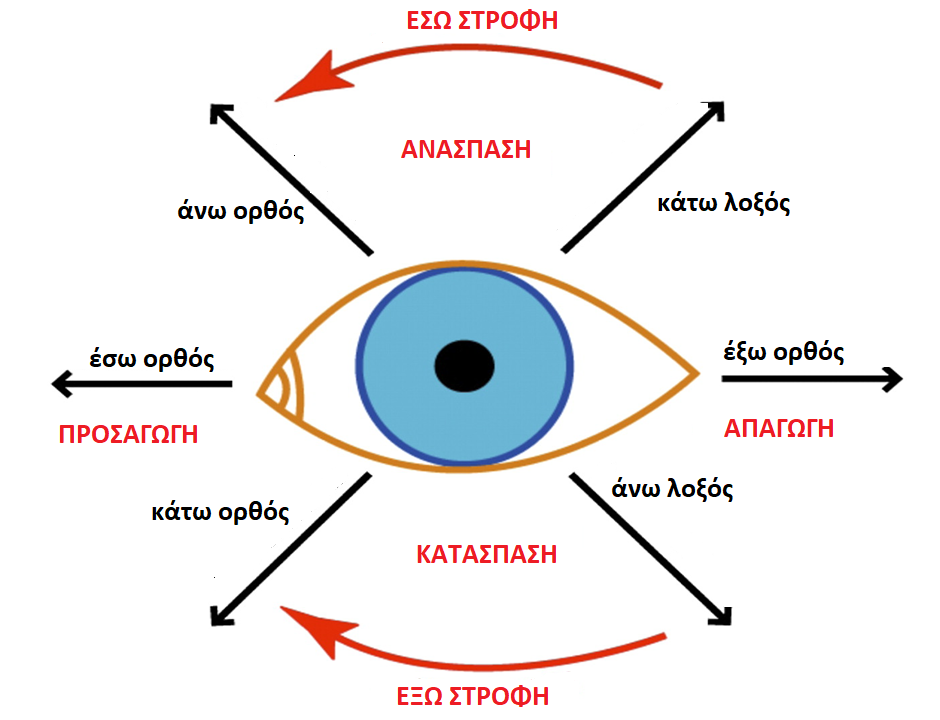 ΕΣΩ ΣΤΡΟΦΗ
ΑΝΑΣΠΑΣΗ
άνω ορθός
κάτω λοξός
έσω ορθός
έξω ορθός
ΠΡΟΣΑΓΩΓΗ
ΑΠΑΓΩΓΗ
κάτω ορθός
άνω λοξός
ΚΑΤΑΣΠΑΣΗ
ΕΞΩ ΣΤΡΟΦΗ